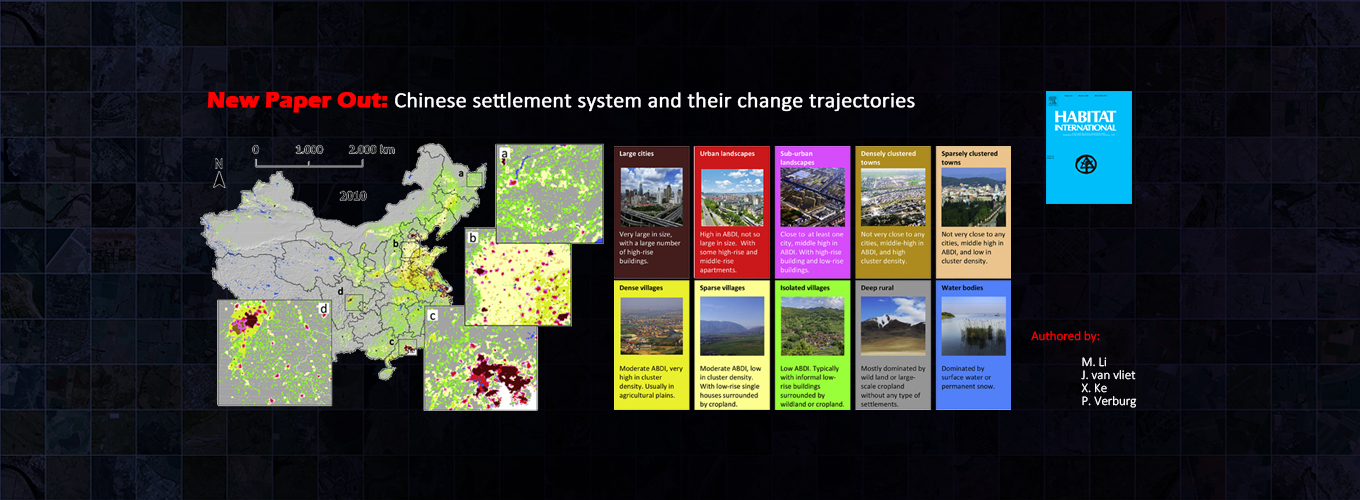 New Paper Out: Chinese settlement system and their change trajectories
HABITAT
INTERNATIONAL
0 1.000 2.000 km
N
2010
a
b
c
d
a
b
c
d
Large cities
Very large in size,
with a large number
of high-rise
buildings.
Urban landscapes
High in ABDI, not so
large in size. With
some high-rise and
middle-rise
apartments.
Sub-urban
landscapes
Close to at least one
city, middle high in
ABDI. With high-rise
building and low-rise
buildings.
Densely clustered
towns
Not very close to any
cities, middle-high in
ABDI, and high
cluster density.
Sparsely clustered
towns
Not very close to any
cities, middle high in
ABDI, and low in
cluster density.
Dense villages
Moderate ABDI, very
high in cluster
density. Usually in
agricultural plains.
Sparse villages
Moderate ABDI, low
in cluster density.
With low-rise single
houses surrounded
by cropland.
Isolated villages
Low ABDI. Typically
with informal low-
rise buildings
surrounded by
wildland or cropland.
Deep rural
Mostly dominated by
wild land or large-
scale cropland
without any type of
settlements.
Water bodies
Dominated by
surface water or
permanent snow.
Authored by:
M. Li
J. van vliet
X. Ke
P. Verburg